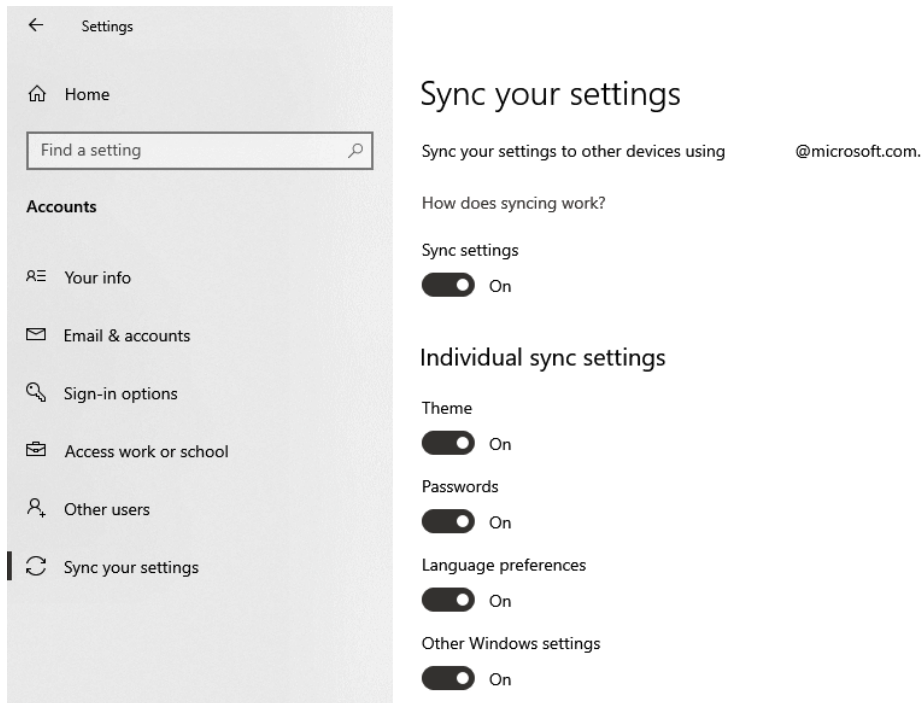 Settings
Home
Find a setting
Accounts
Your info
Email & accounts
Sign-in options
Access work or school
Other users
Sync your settings
Sync your settings
Sync your settings to other devices using @microsoft.com.
How does syncing work?
Sync settings
On
Individual sync settings
Theme
On
Passwords
On
Language preferences
On
Other Windows settings
On